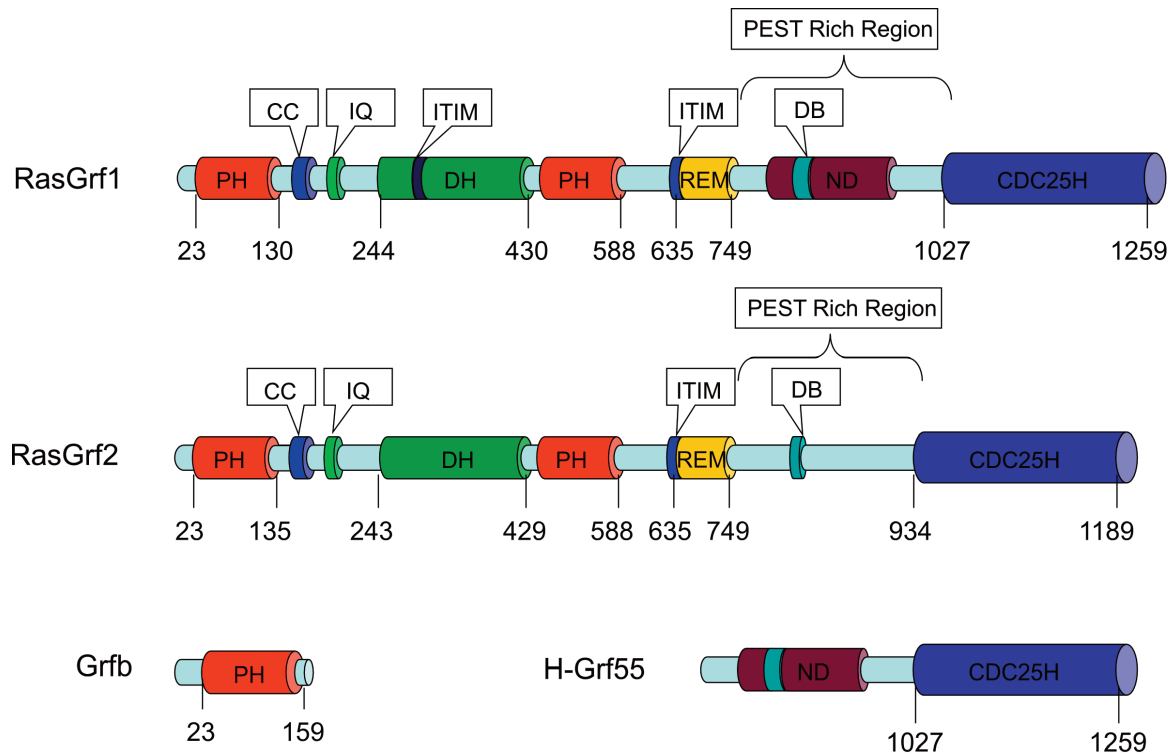 PEST Rich Region
CC IQ ITIM ITIM DB
RasGrf1 PH DH PH REM ND CDC25H
23 130 244 430 588 635 749 1027 1259
PEST Rich Region
CC IQ ITIM DB
RasGrf2 PH DH PH REM CDC25H
23 135 243 429 588 635 749 934 1189
Grfb PH H-Grf55 ND CDC25H
23 159 1027 1259